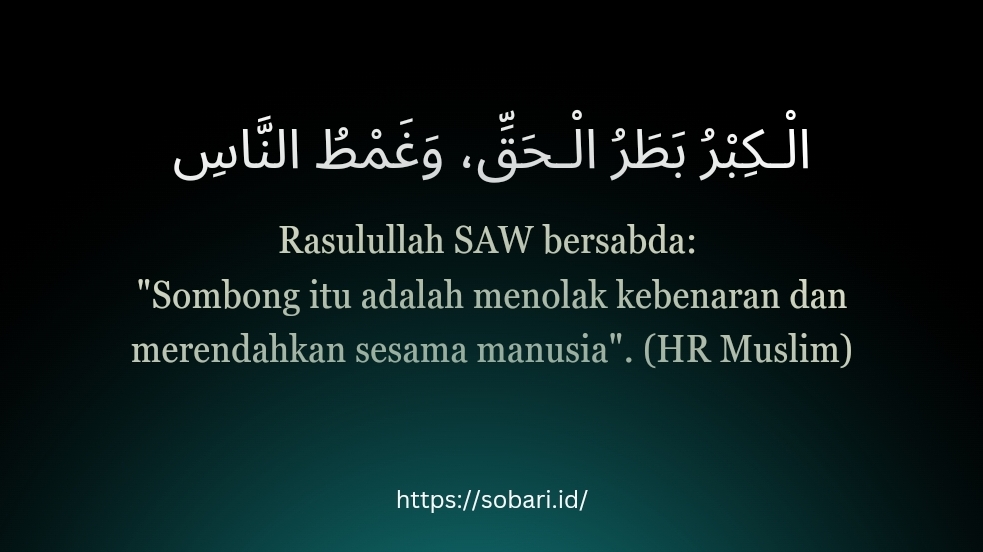 الْـكِبْرُ بَطَرُ الْـحَقِّ، وَغَمْطُ النَّاسِ
Rasulullah SAW bersabda:
"Sombong itu adalah menolak kebenaran dan
merendahkan sesama manusia". (HR Muslim)
https://sobari.id/